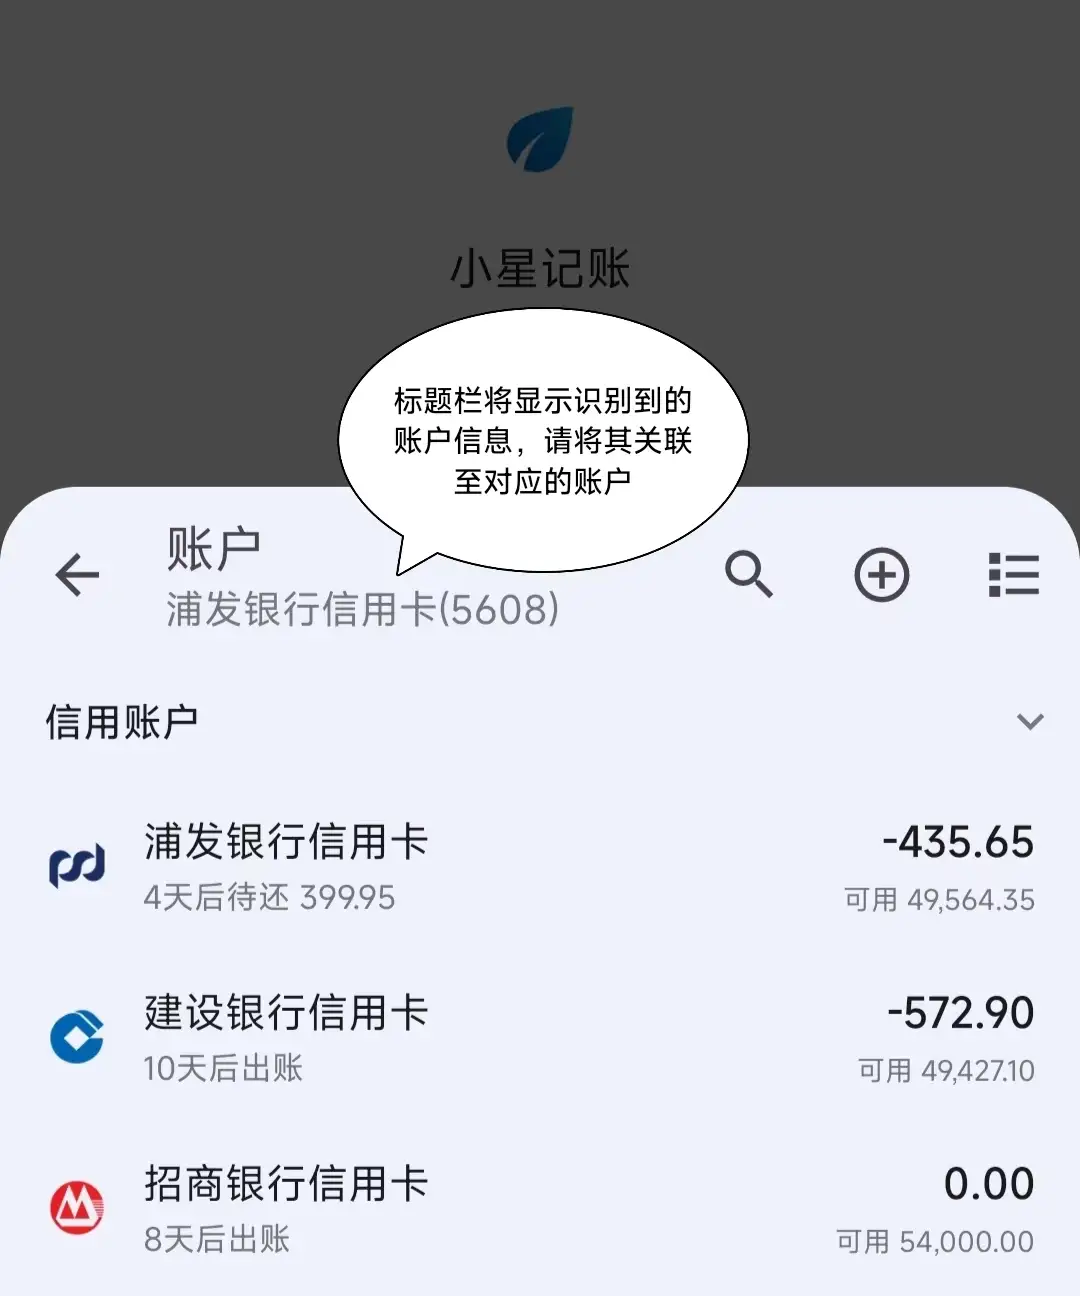 小星记账
标题栏将显示识别到的
账户信息，请将其关联
至对应的账户
账户
浦发银行信用卡(5608)
信用账户
浦发银行信用卡
-435.65
4天后待还 399.95
可用 49,564.35
建设银行信用卡
-572.90
10天后出账
可用 49,427.10
招商银行信用卡
0.00
8天后出账
可用 54,000.00